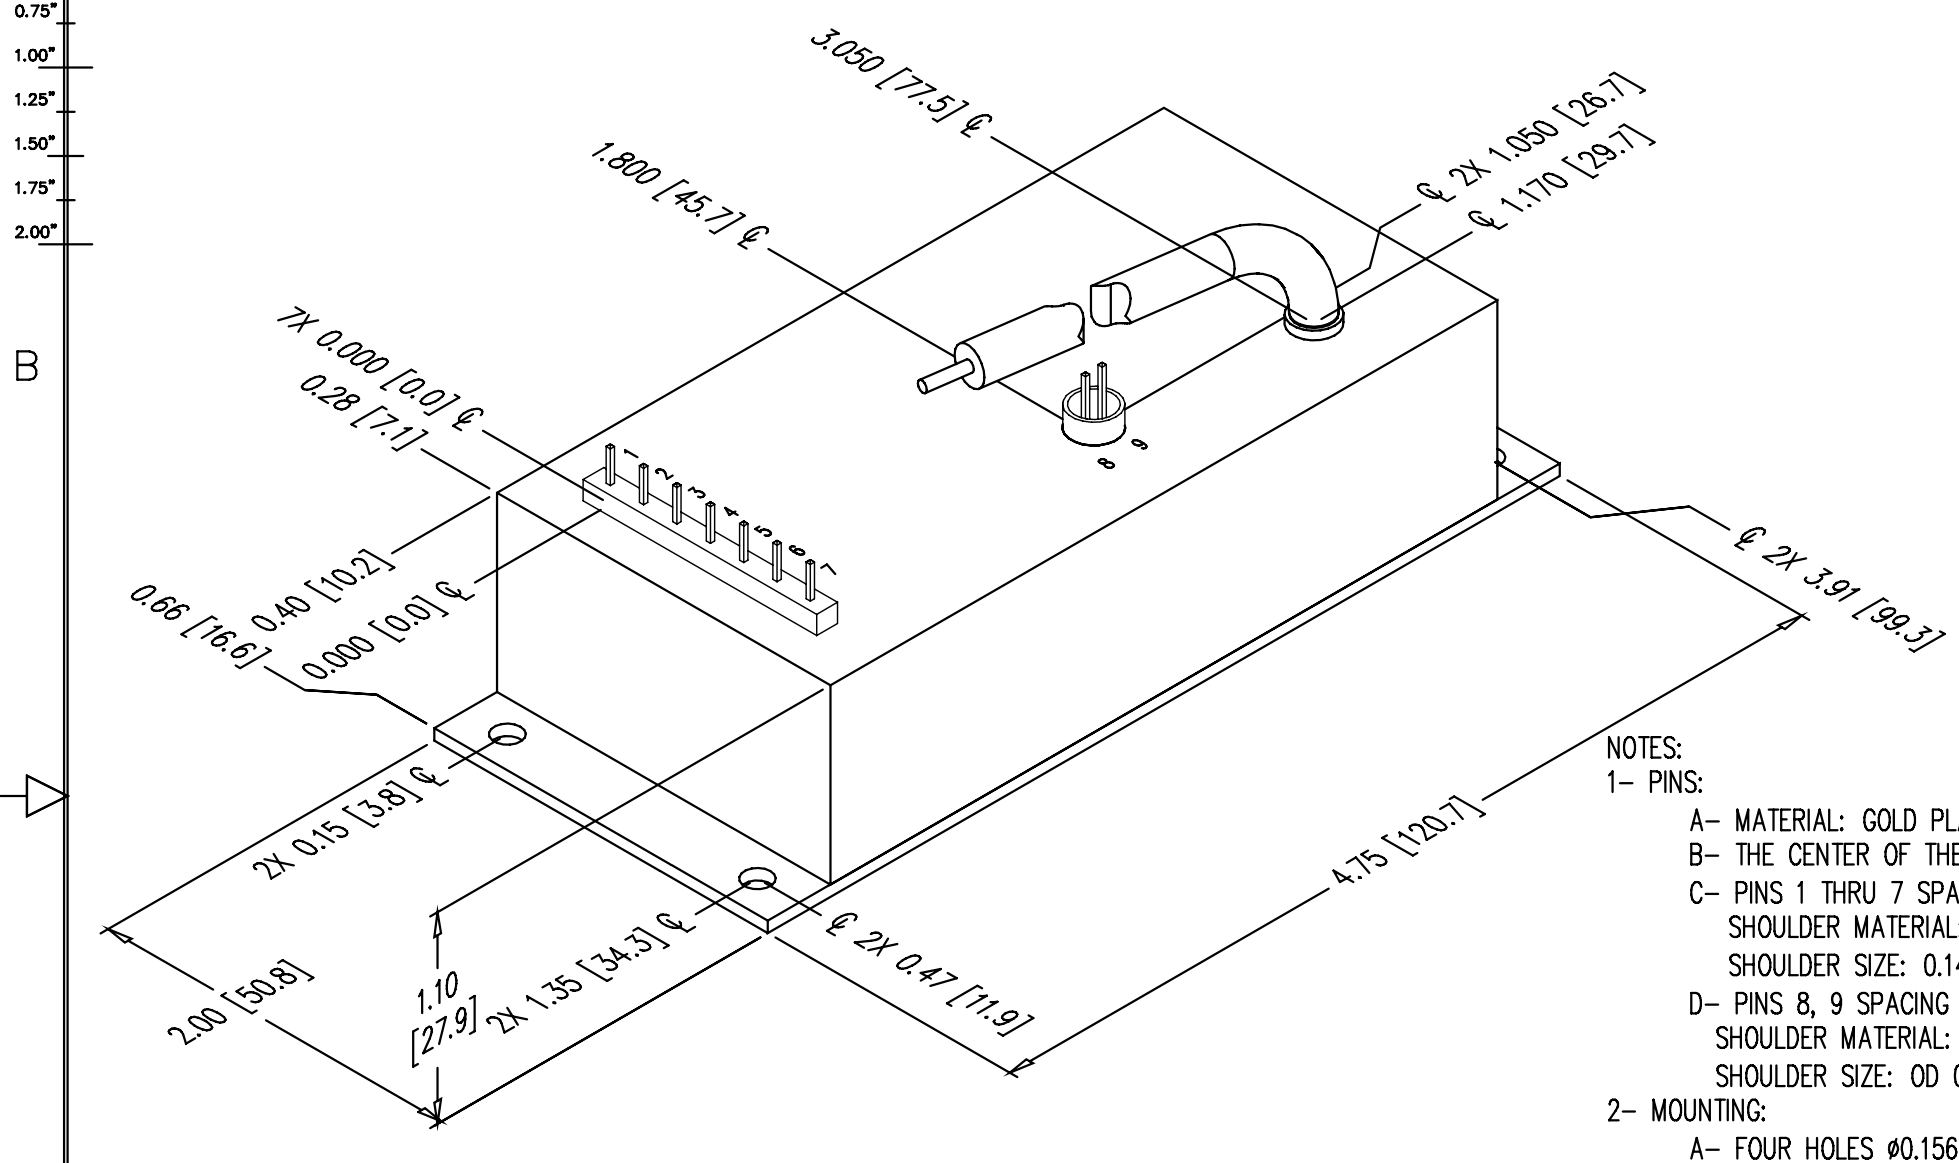 0.75"
1.00"
1.25"
1.50"
1.75"
2.00"
B
3.050 [77.5] ℄
1.800 [45.7] ℄
7X 0.000 [0.0] ℄
0.28 [7.1]
℄ 2X 1.050 [26.7]
℄ 1.170 [29.7]
1
2
3
4
5
6
7
8
9
0.40 [10.2]
0.000 [0.0] ℄
0.66 [16.6]
2X 0.15 [3.8] ℄
2.00 [50.8]
1.10
[27.9]
2X 1.35 [34.3] ℄
℄ 2X 0.47 [11.9]
4.75 [120.7]
℄ 2X 3.91 [99.3]
NOTES:
1- PINS:
A- MATERIAL: GOLD
B- THE CENTER OF THE
C- PINS 1 THRU 7
SHOULDER MATERIAL:
SHOULDER SIZE: 0.14
D- PINS 8, 9 SPACING
SHOULDER MATERIAL:
SHOULDER SIZE: OD
2- MOUNTING:
A- FOUR HOLES ø0.156